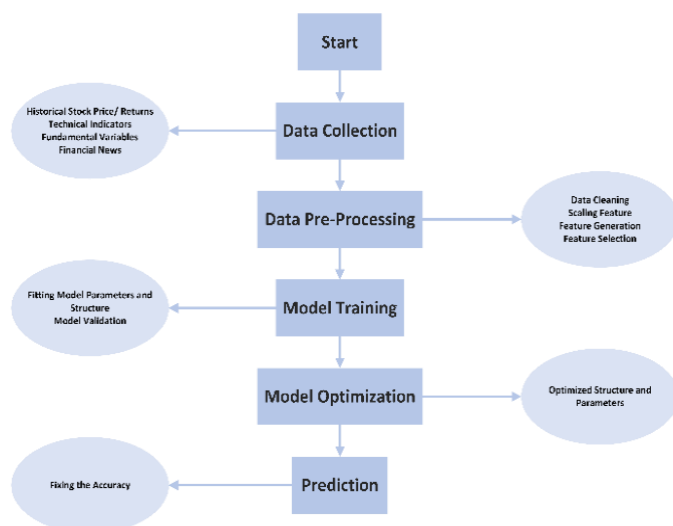 Start
Historical Stock Price/ Returns
Technical Indicators
Fundamental Variables
Financial News
Data Collection
Data Pre-Processing
Data Cleaning
Scaling Feature
Feature Generation
Feature Selection
Fitting Model Parameters and
Structure
Model Validation
Model Training
Model Optimization
Optimized Structure and
Parameters
Fixing the Accuracy
Prediction